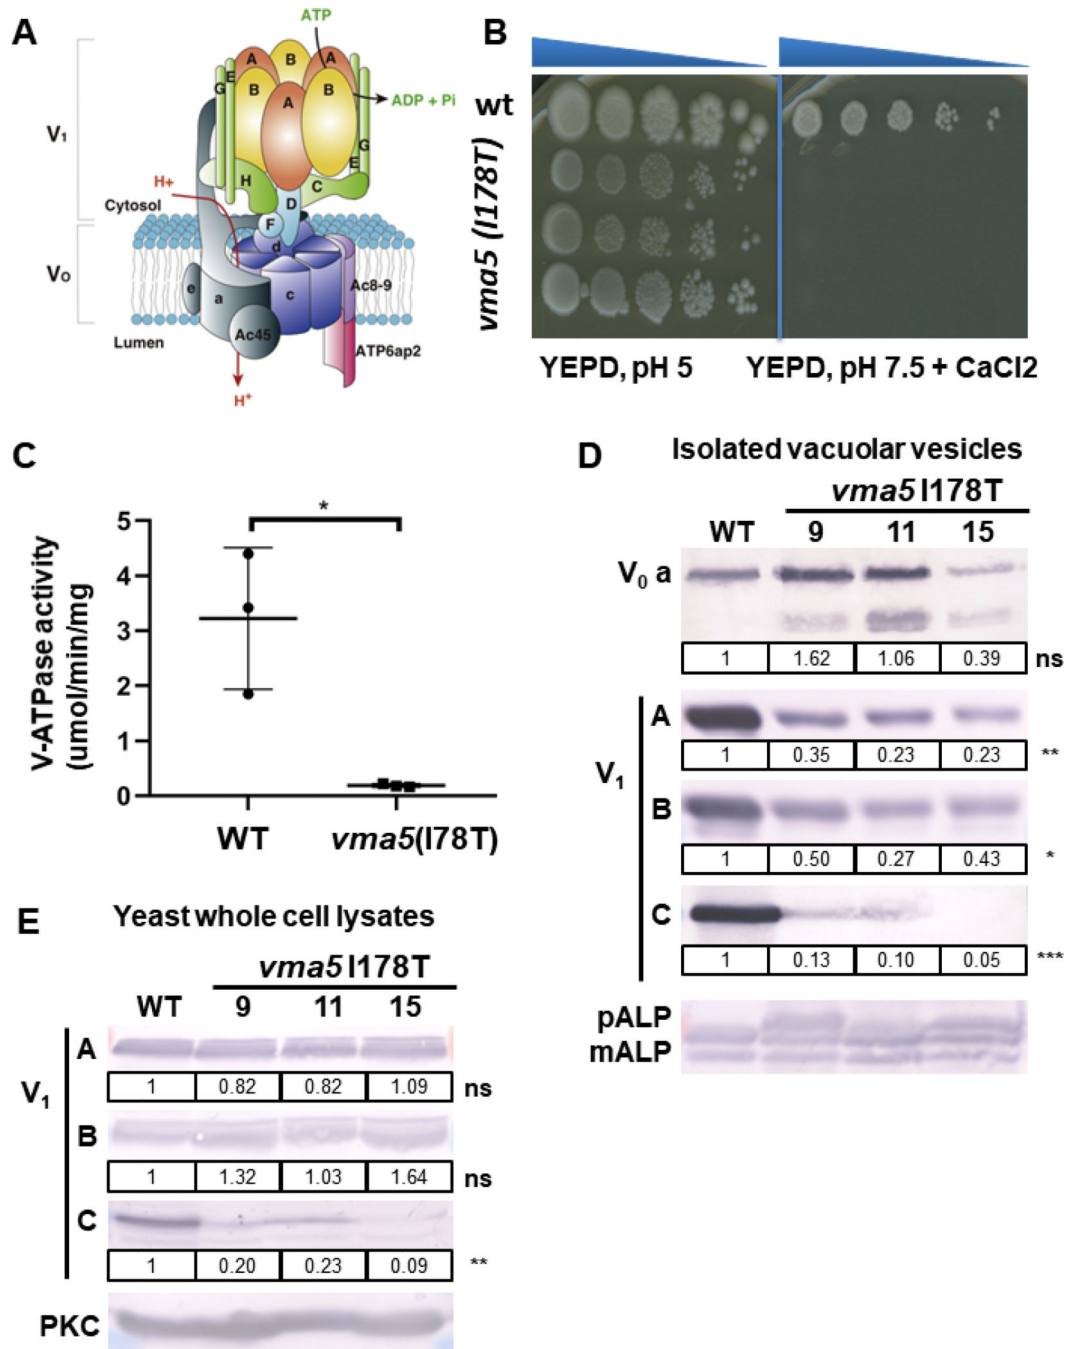 A
ATP
A
B
A
E
G
B
B
A
ADP + Pi
V1
G
E
H
C
H+
D
Cytosol
F
d
Vo
e
a
c
Ac8-9
Lumen
Ac45
ATP6ap2
H+
B
wt
vma5 (I178T)
YEPD, pH 5
YEPD, pH 7.5 + CaCl2
C
V-ATPase activity
(umol/min/mg)
5
4
3
2
1
0
*
WT
vma5(I78T)
D
Isolated vacuolar vesicles
vma5 I178T
WT 9 11 15
V0 a
1 1.62 1.06 0.39 ns
V1
A
1 0.35 0.23 0.23 **
B
1 0.50 0.27 0.43 *
C
1 0.13 0.10 0.05 ***
pALP
mALP
E
Yeast whole cell lysates
vma5 I178T
WT 9 11 15
V1
A
1 0.82 0.82 1.09 ns
B
1 1.32 1.03 1.64 ns
C
1 0.20 0.23 0.09 **
PKC